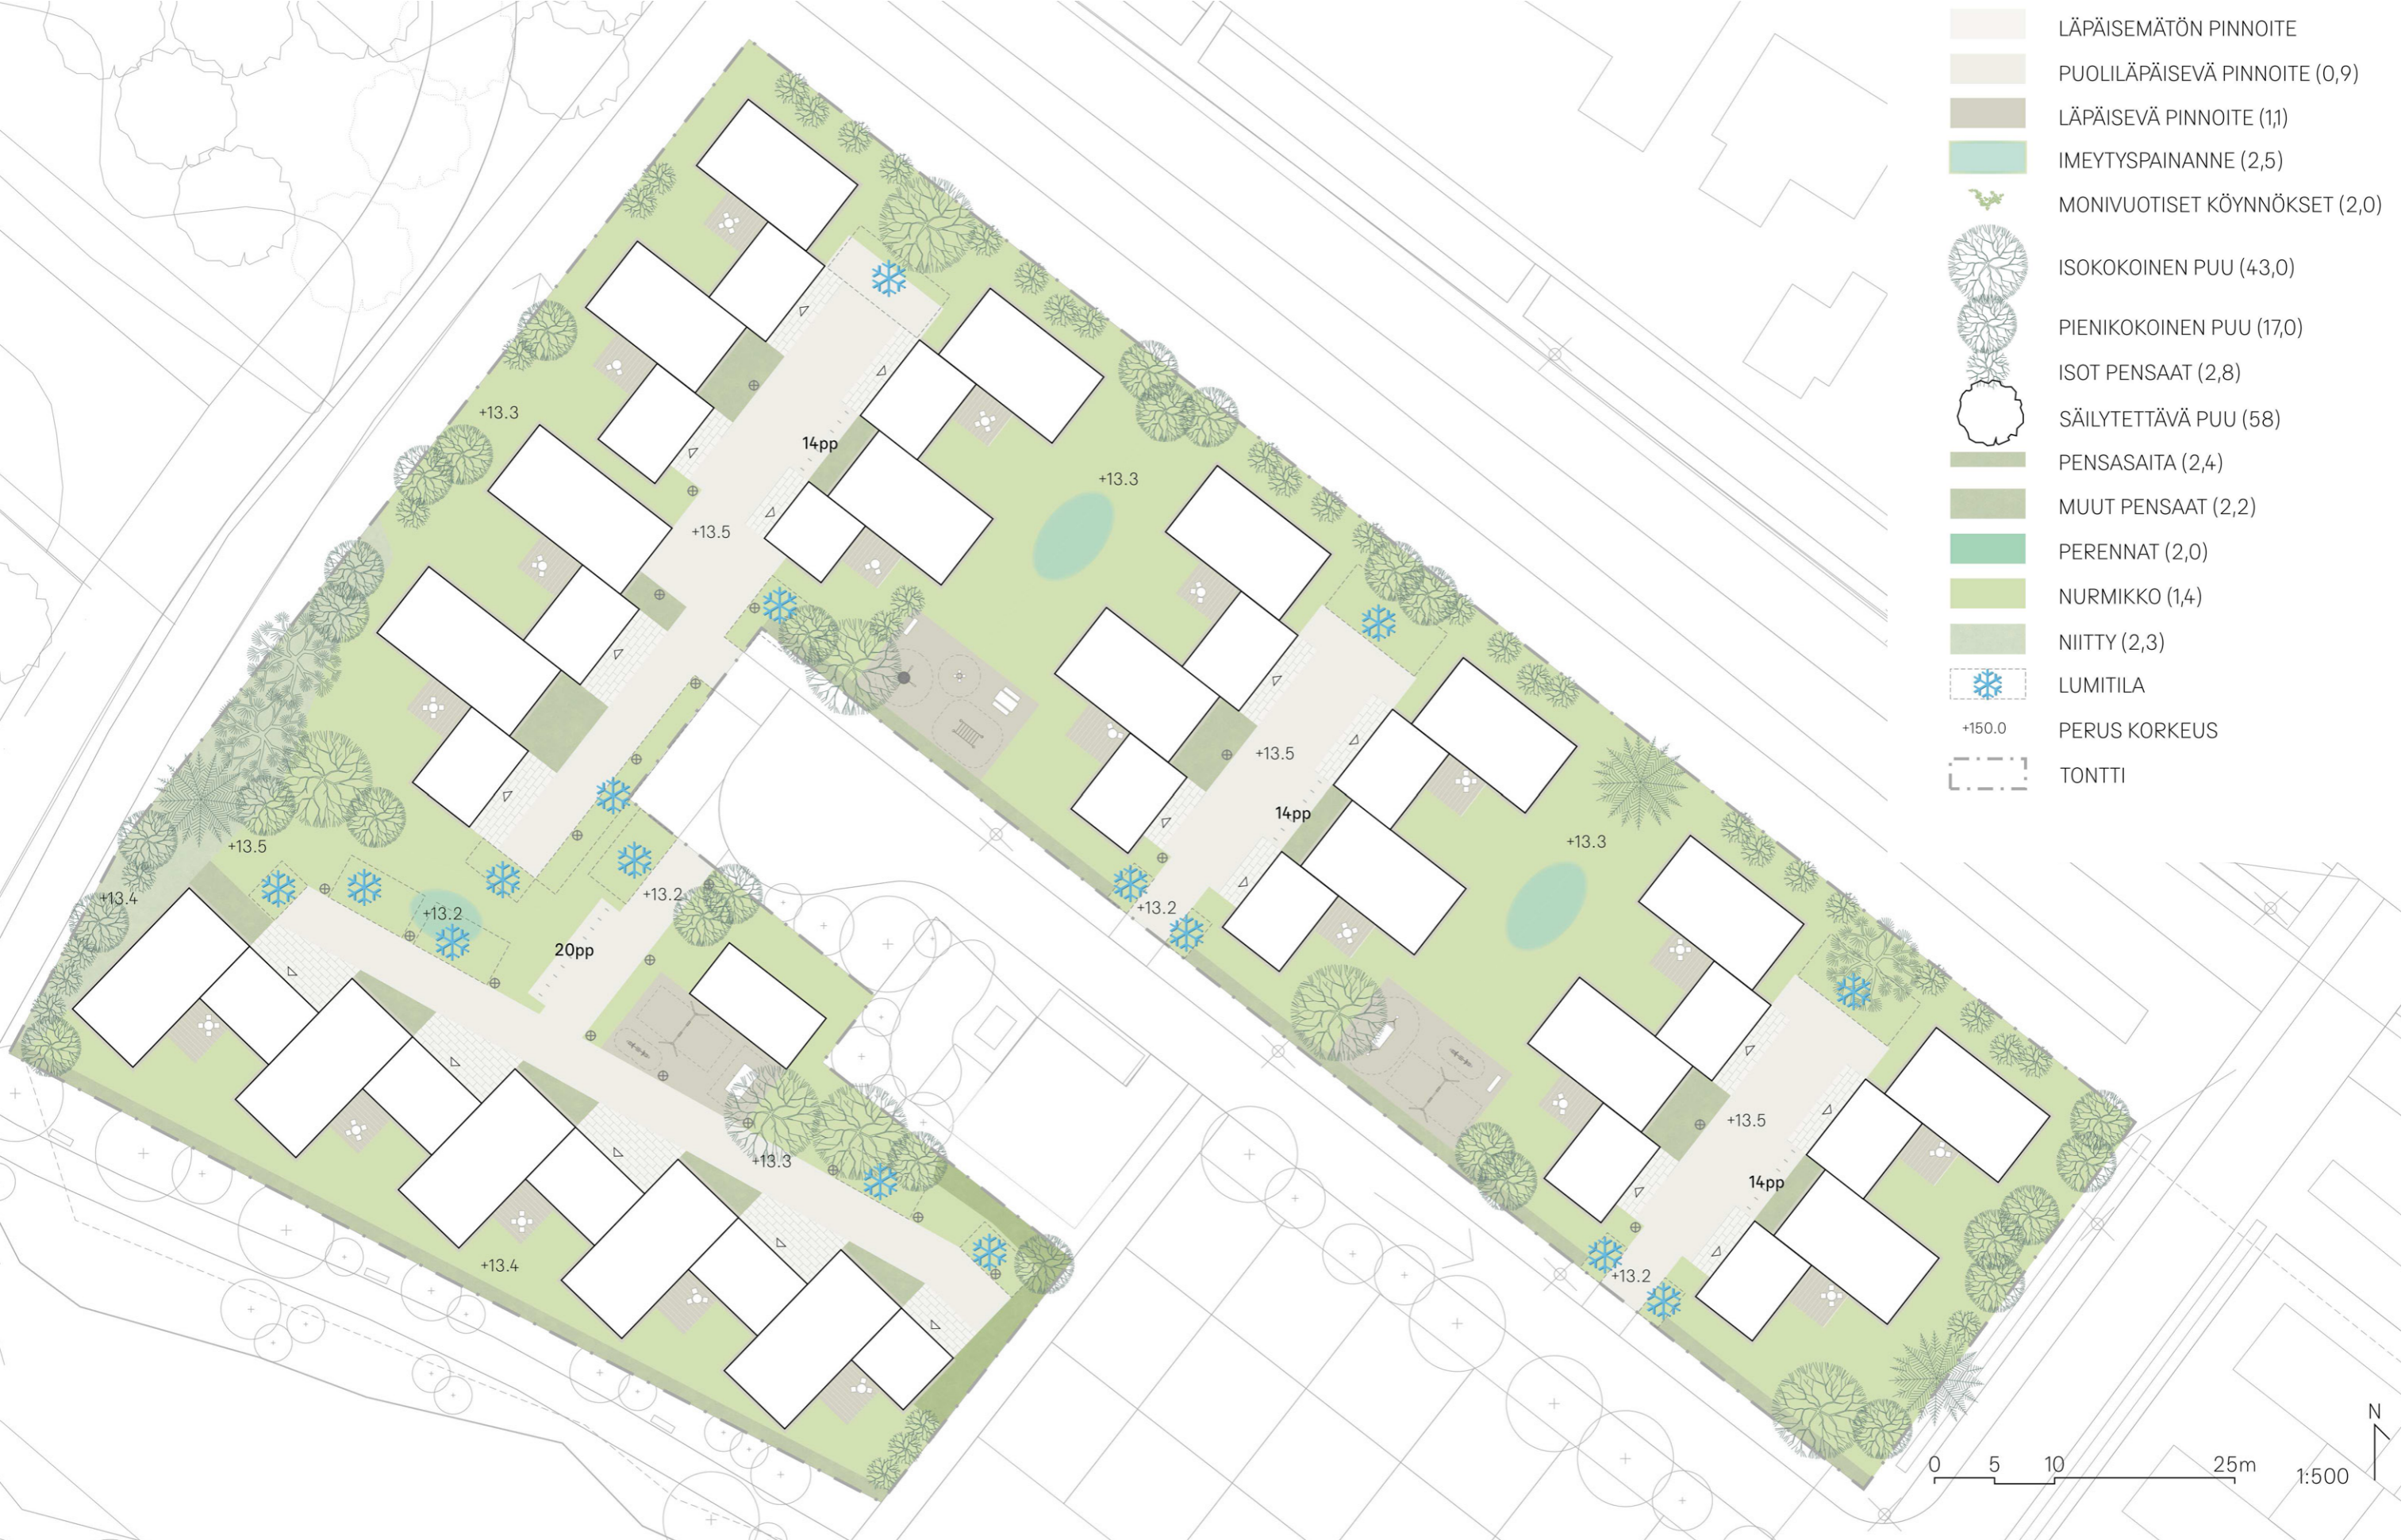 LÄPÄISEMÄTÖN PINNOITE
PUOLILÄPÄISEVÄ PINNOITE (0,9)
LÄPÄISEVÄ PINNOITE (1,1)
IMEYTYSPAINANNE (2,5)
MONIVUOTISET KÖYNNÖKSET (2,0)
ISOKOKOINEN PUU (43,0)
PIENIKOKOINEN PUU (17,0)
ISOT PENSAAT (2,8)
SÄILYTETTÄVÄ PUU (58)
PENSASAITA (2,4)
MUUT PENSAAT (2,2)
PERENNAT (2,0)
NURMIKKO (1,4)
NIITTY (2,3)
LUMITILA
+150.0 PERUS KORKEUS
TONTTI
+13.3
14pp
+13.3
+13.5
+13.5
14pp
+13.3
+13.5
+13.4
+13.2
+13.2
+13.2
20pp
+13.5
+13.3
14pp
+13.4
+13.2
N
0 5 10 25m
1:500